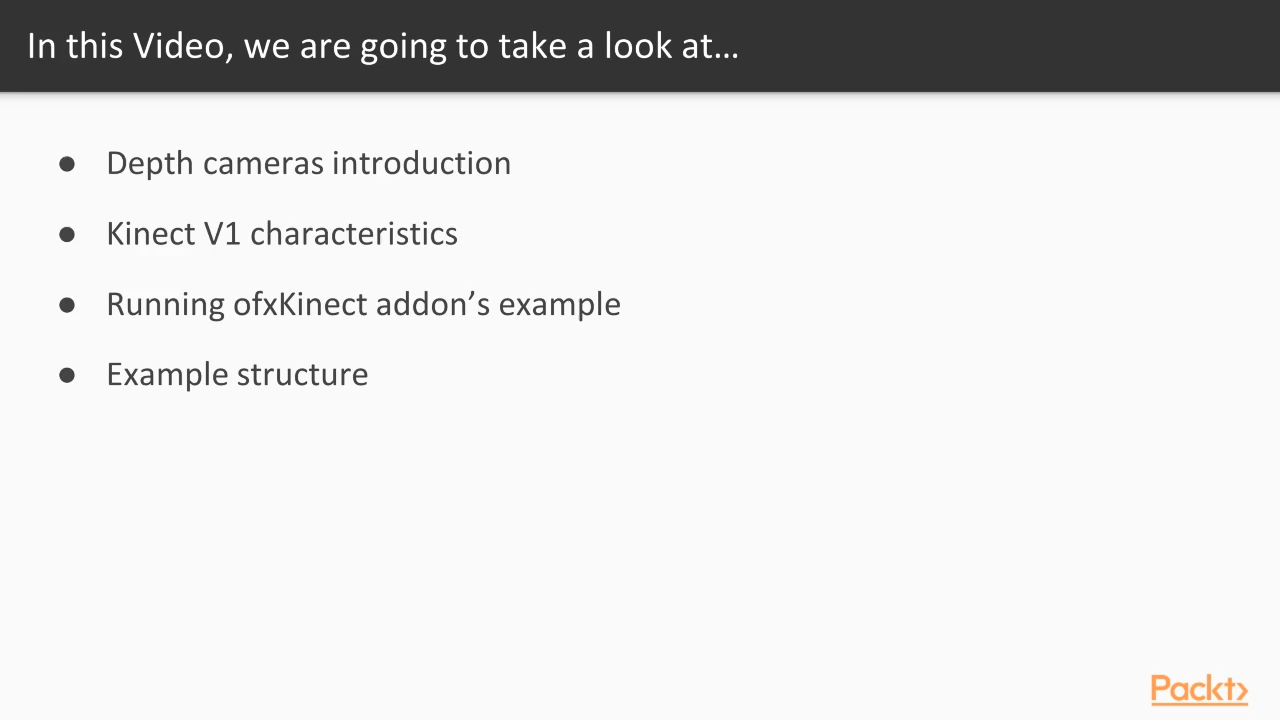 In this Video, we are going to take a look at…
● Depth cameras introduction
● Kinect V1 characteristics
● Running ofxKinect addon’s example
● Example structure
Packt>